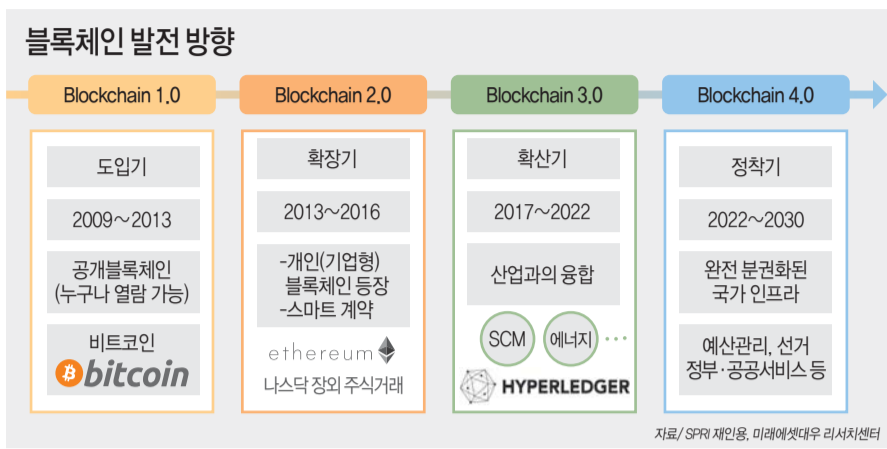 블록체인 발전 방향
Blockchain 1.0
Blockchain 2.0
Blockchain 3.0
Blockchain 4.0
도입기
2009~2013
공개블록체인
(누구나 열람 가능)
비트코인
bitcoin
확장기
2013~2016
-개인(기업형)
블록체인 등장
-스마트 계약
ethereum
나스닥 장외 주식거래
확산기
2017~2022
산업과의 융합
SCM
에너지
···
HYPERLEDGER
정착기
2022~2030
완전 분권화된
국가 인프라
예산관리, 선거
정부·공공서비스 등
자료/ SPRI 재인용, 미래에셋대우 리서치센터